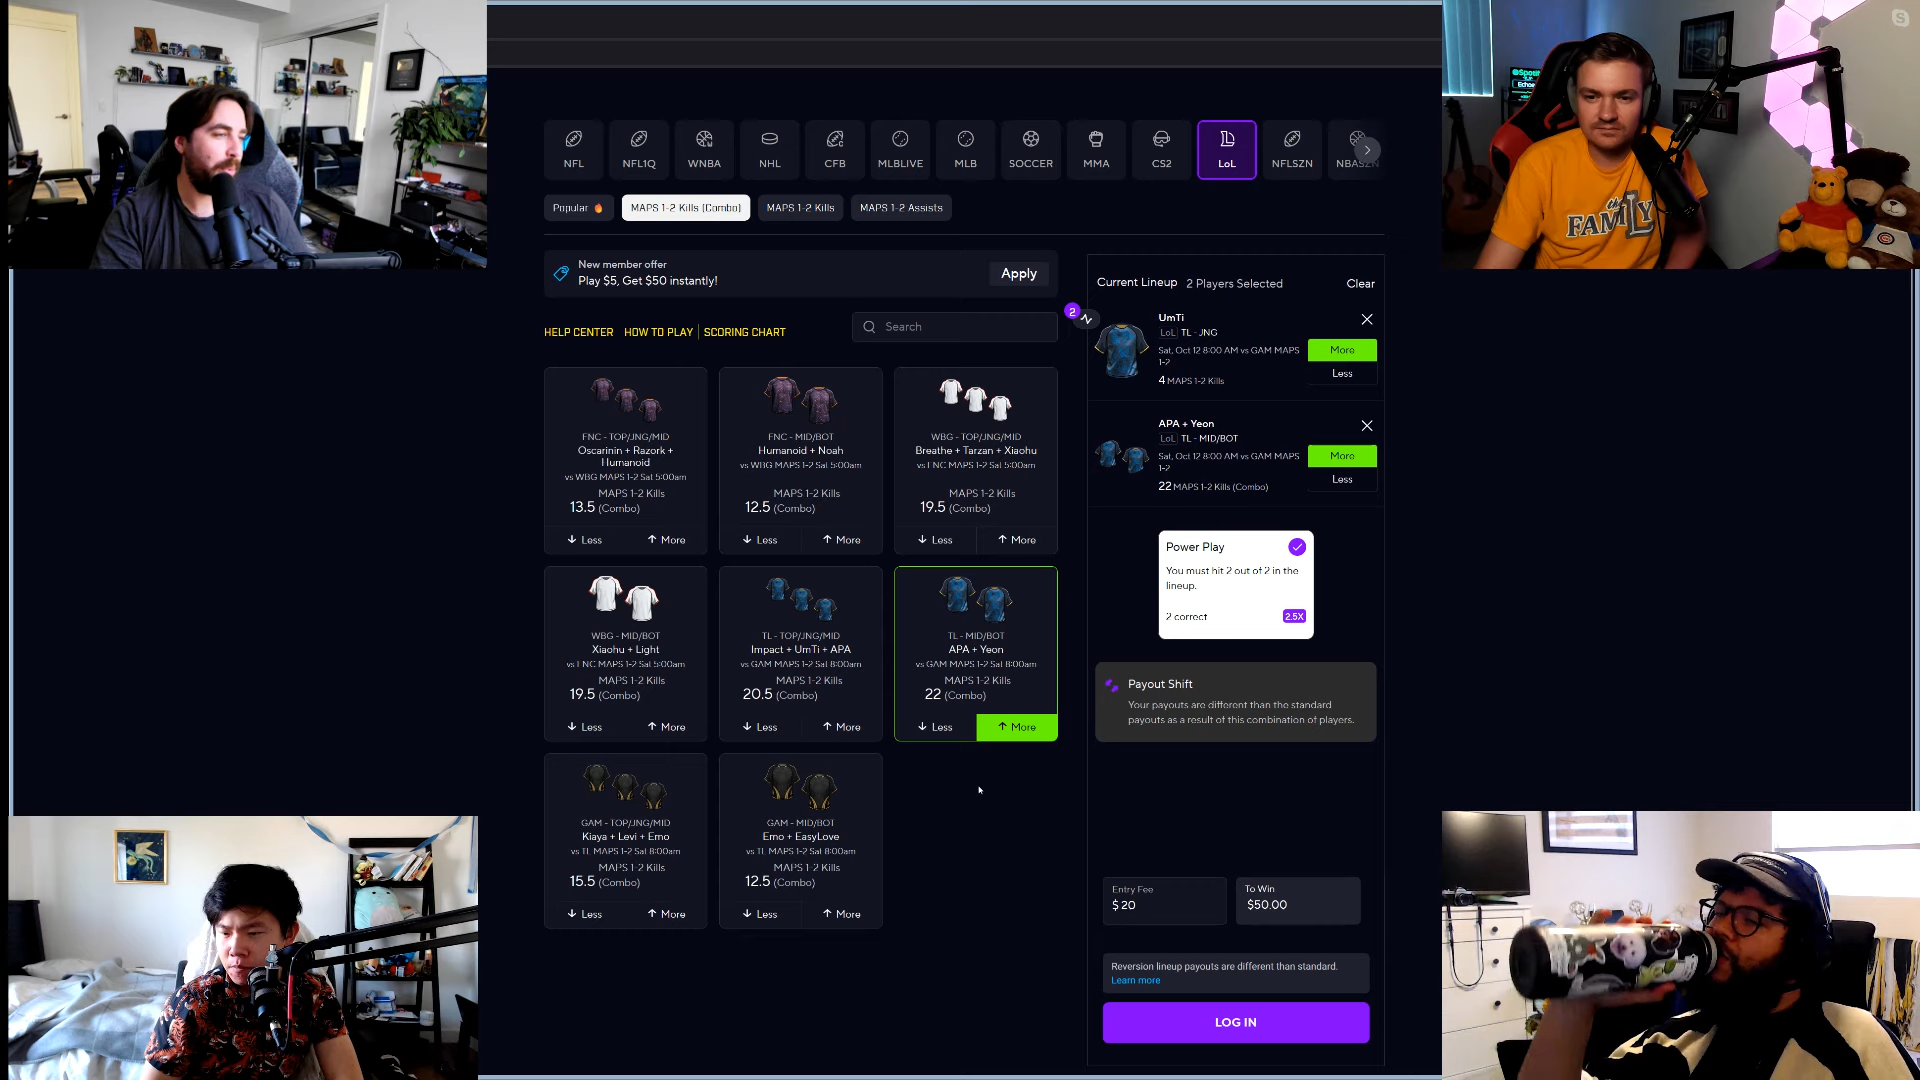 NFL
NFL1Q
WNBA
NHL
CFB
MLBLIVE
MLB
SOCCER
MMA
CS2
LoL
NFLSZN
NBASZN
Popular
MAPS 1-2 Kills (Combo)
MAPS 1-2 Kills
MAPS 1-2 Assists
New member offer
Play $5, Get $50 instantly!
Apply
HELP CENTER
HOW TO PLAY
SCORING CHART
Search
FNC - TOP/JNG/MID
Oscarinin + Razork +
Humanoid
vs WBG MAPS 1-2 Sat 5:00am
MAPS 1-2 Kills
13.5 (Combo)
Less
More
FNC - MID/BOT
Humanoid + Noah
vs WBG MAPS 1-2 Sat 5:00am
MAPS 1-2 Kills
12.5 (Combo)
Less
More
WBG - TOP/JNG/MID
Breathe + Tarzan + Xiaohu
vs FNC MAPS 1-2 Sat 5:00am
MAPS 1-2 Kills
19.5 (Combo)
Less
More
WBG - MID/BOT
Xiaohu + Light
vs FNC MAPS 1-2 Sat 5:00am
MAPS 1-2 Kills
19.5 (Combo)
Less
More
TL - TOP/JNG/MID
Impact + UmTi + APA
vs GAM MAPS 1-2 Sat 8:00am
MAPS 1-2 Kills
20.5 (Combo)
Less
More
TL - MID/BOT
APA + Yeon
vs GAM MAPS 1-2 Sat 8:00am
MAPS 1-2 Kills
22 (Combo)
Less
More
GAM - TOP/JNG/MID
Kiaya + Levi + Emo
vs TL MAPS 1-2 Sat 8:00am
MAPS 1-2 Kills
15.5 (Combo)
Less
More
GAM - MID/BOT
Emo + EasyLove
vs TL MAPS 1-2 Sat 8:00am
MAPS 1-2 Kills
12.5 (Combo)
Less
More
2
Current Lineup 2 Players Selected
Clear
UmTi
LoL TL - JNG
Sat, Oct 12 8:00 AM vs GAM MAPS
1-2
4 MAPS 1-2 Kills
More
Less
APA + Yeon
LoL TL - MID/BOT
Sat, Oct 12 8:00 AM vs GAM MAPS
1-2
22 MAPS 1-2 Kills (Combo)
More
Less
Power Play
You must hit 2 out of 2 in the
lineup.
2 correct
2.5X
Payout Shift
Your payouts are different than the standard
payouts as a result of this combination of players.
Entry Fee
$ 20
To Win
$50.00
Reversion lineup payouts are different than standard.
Learn more
LOG IN
the
FAMILY